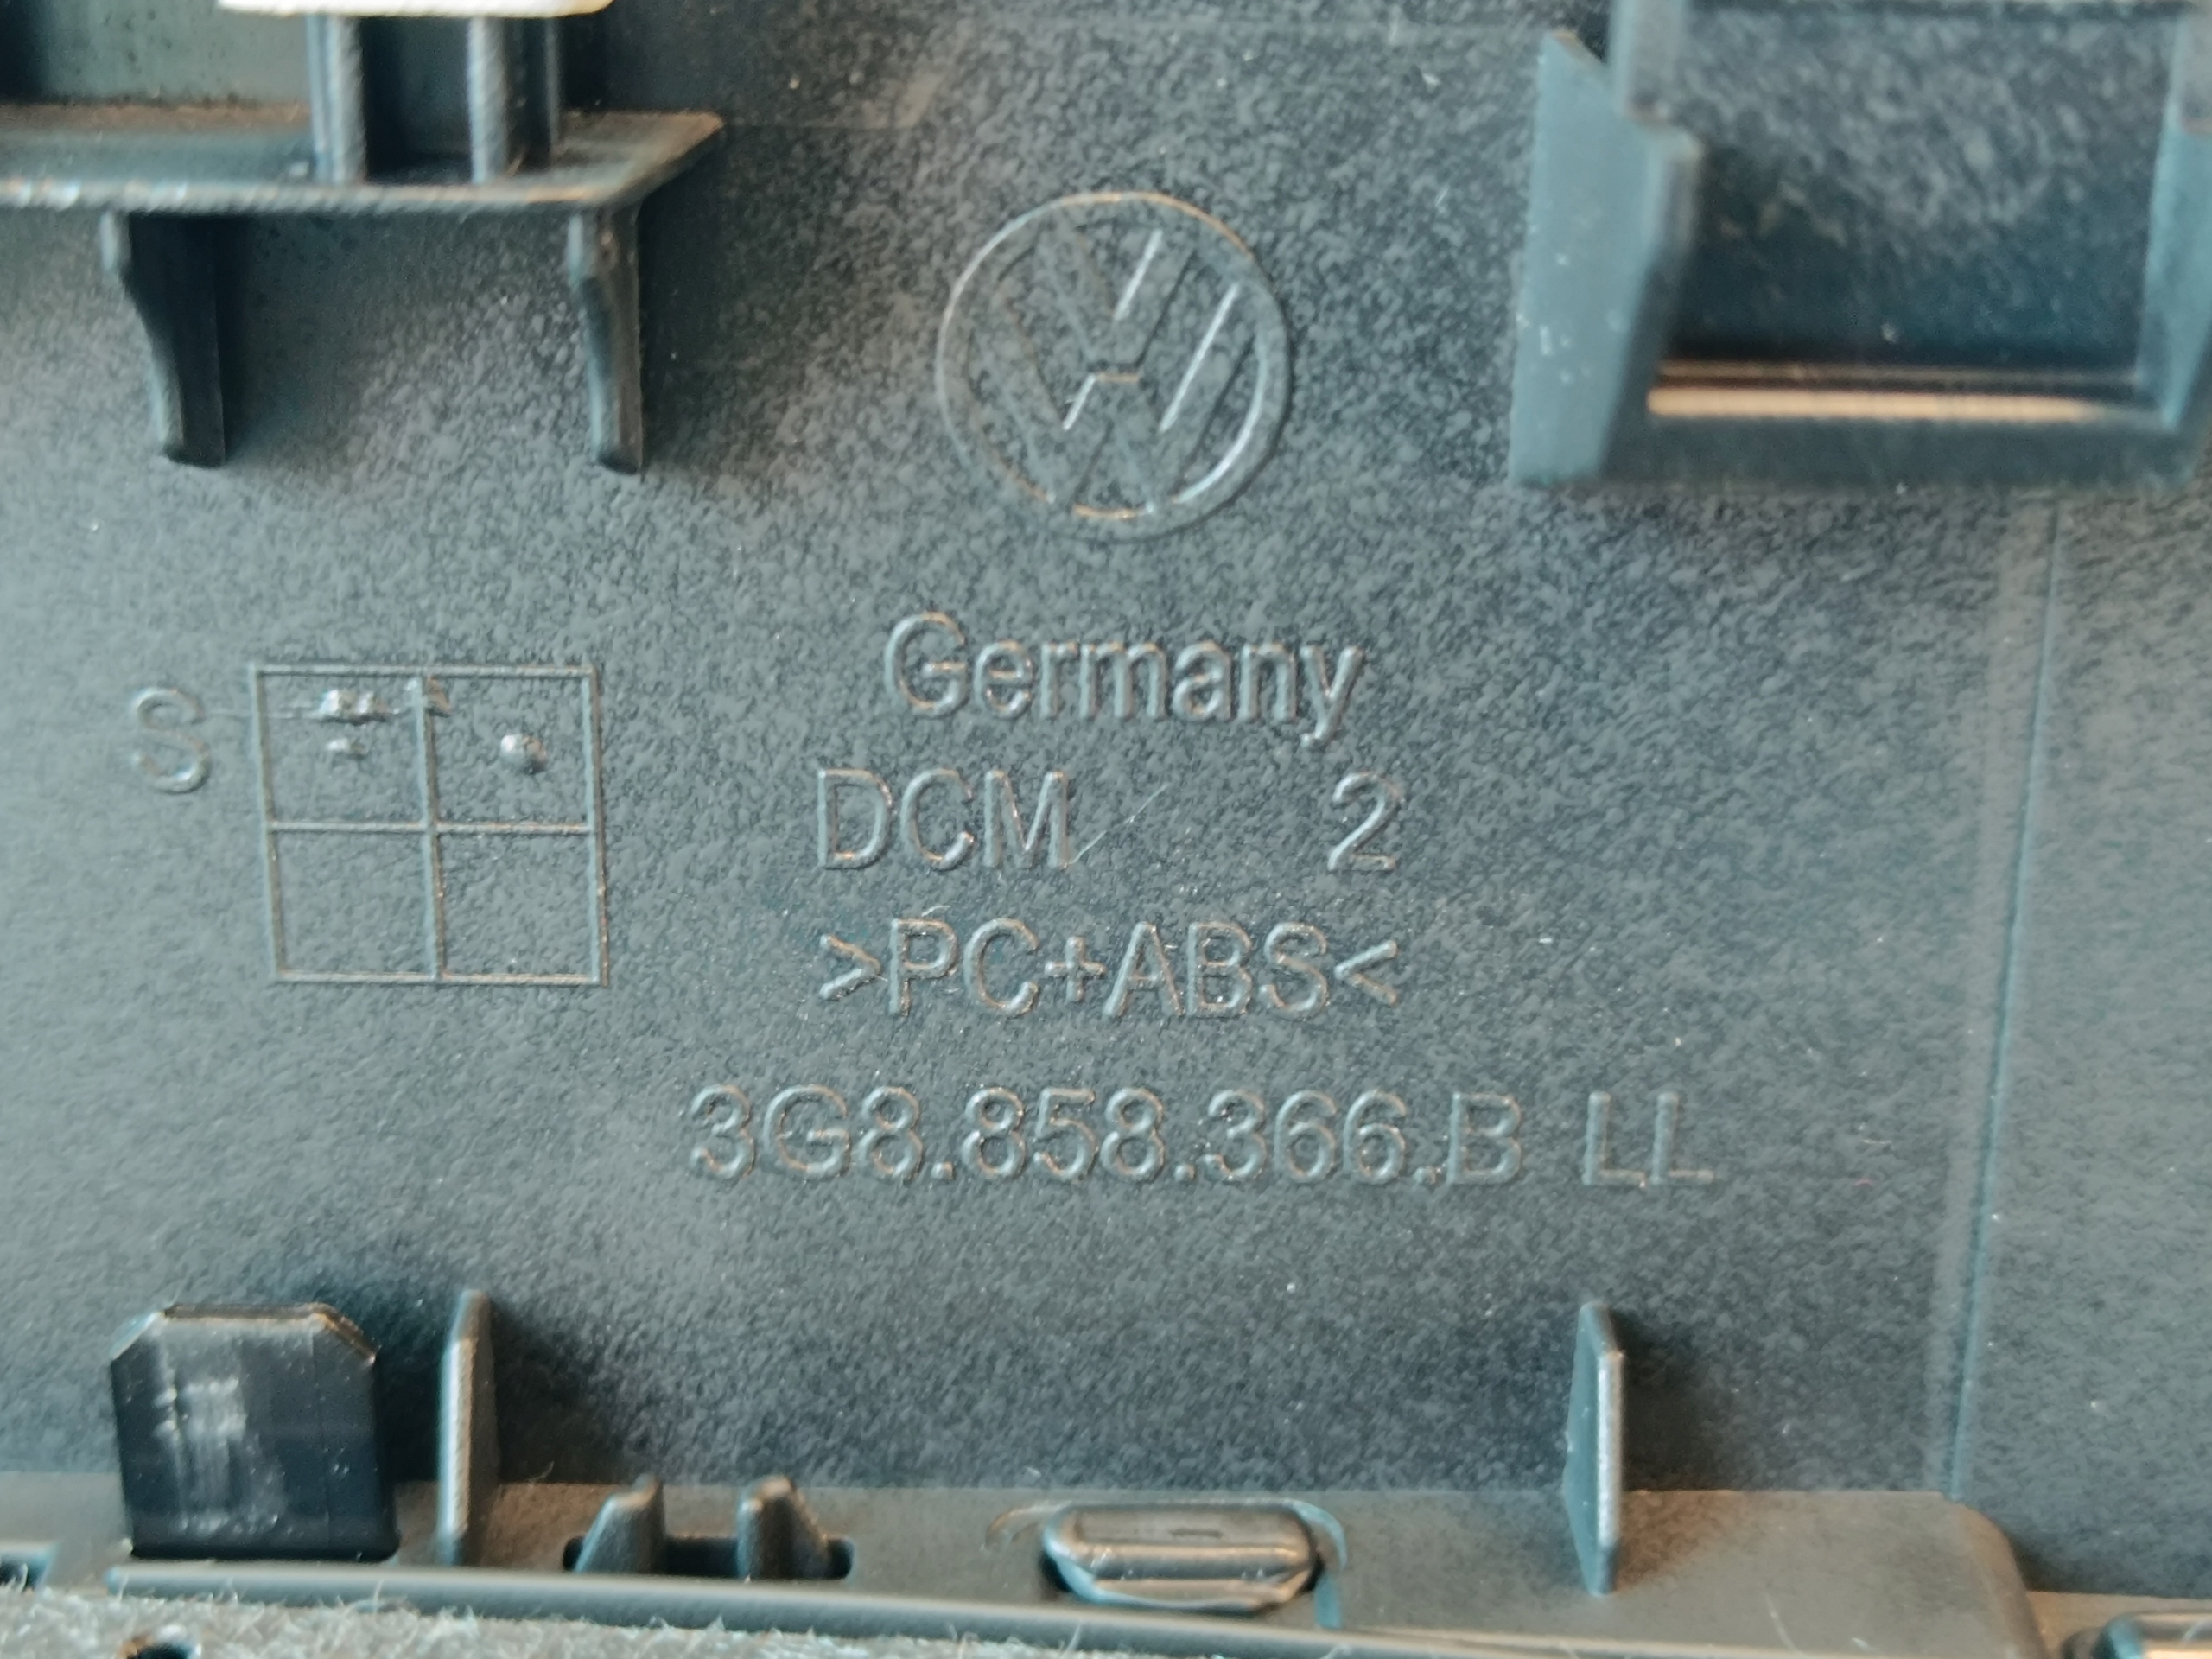 Germany
S
DCM 2
>PC+ABS<
3G8.858.366.B LL